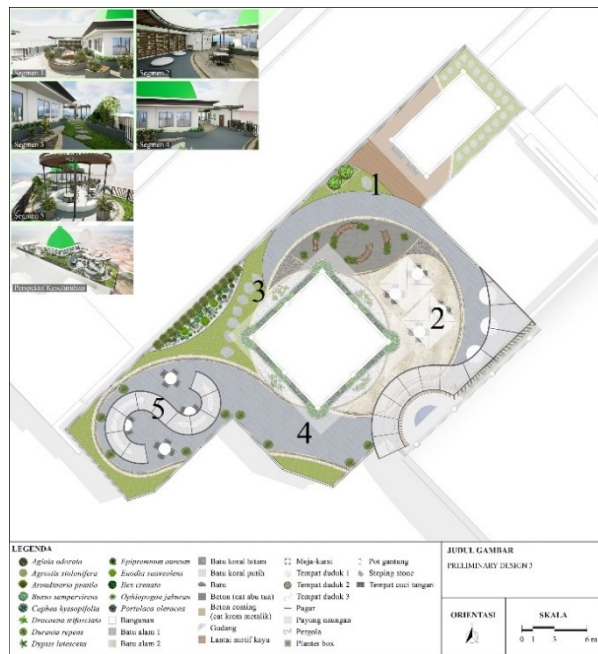 Segmen 1
Segmen 2
Segmen 3
Segmen 4
Segmen 5
Perspektif Keseluruhan
1
2
3
4
5
LEGENDA
Aglaia odorata
Agrostis stolonifera
Arundinaria pumila
Buxus sempervirens
Cuphea hyssopifolia
Dracaena trifasciata
Duranta repens
Dypsis lutescens
Epipremnum aureum
Euodia suaveolens
Ilex crenata
Ophiopogon jaburan
Portulaca oleracea
Bangunan
Batu alam 1
Batu alam 2
Batu koral hitam
Batu koral putih
Batu
Beton (cat abu tua)
Beton coating
(cat krem metalik)
Gudang
Lantai motif kayu
Meja-kursi
Tempat duduk 1
Tempat duduk 2
Tempat duduk 3
Pagar
Payung naungan
Pergola
Planter box
Pot gantung
Steping stone
Tempat cuci tangan
JUDUL GAMBAR
PRELIMINARY DESIGN 3
ORIENTASI
SKALA
0 1 3 6 m